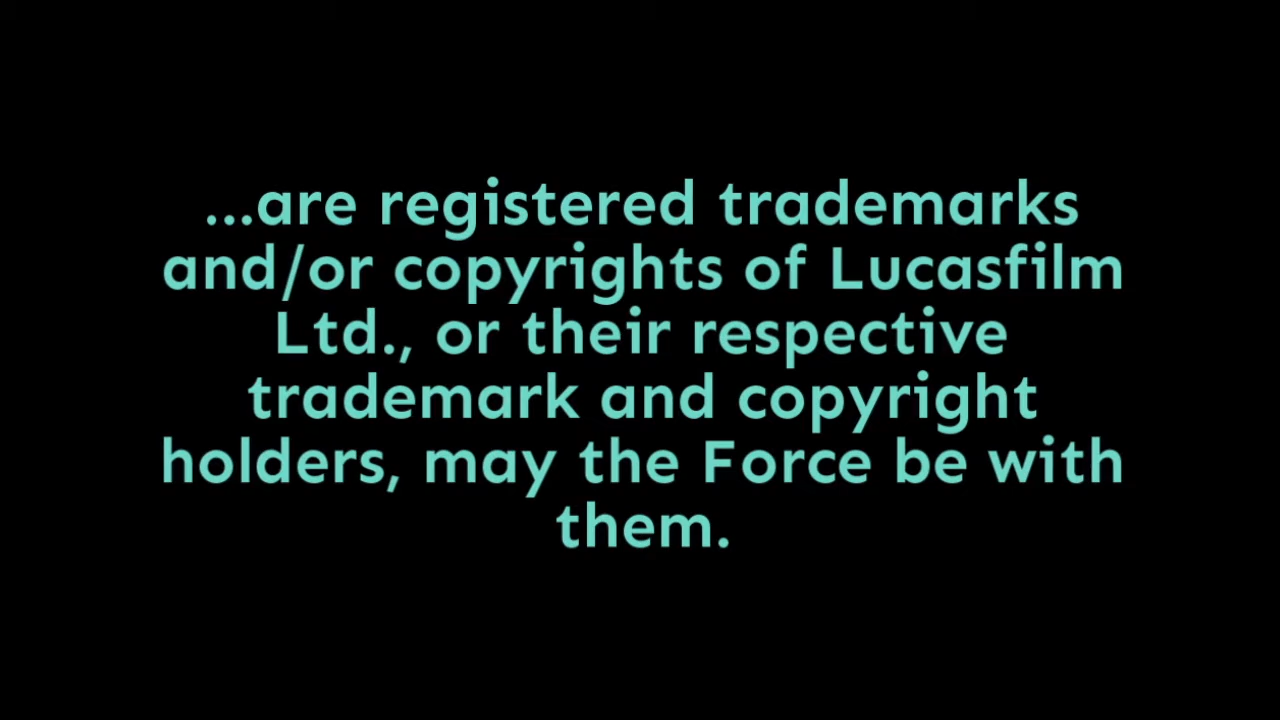 ...are registered trademarks
and/or copyrights of Lucasfilm
Ltd., or their respective
trademark and copyright
holders, may the Force be with
them.